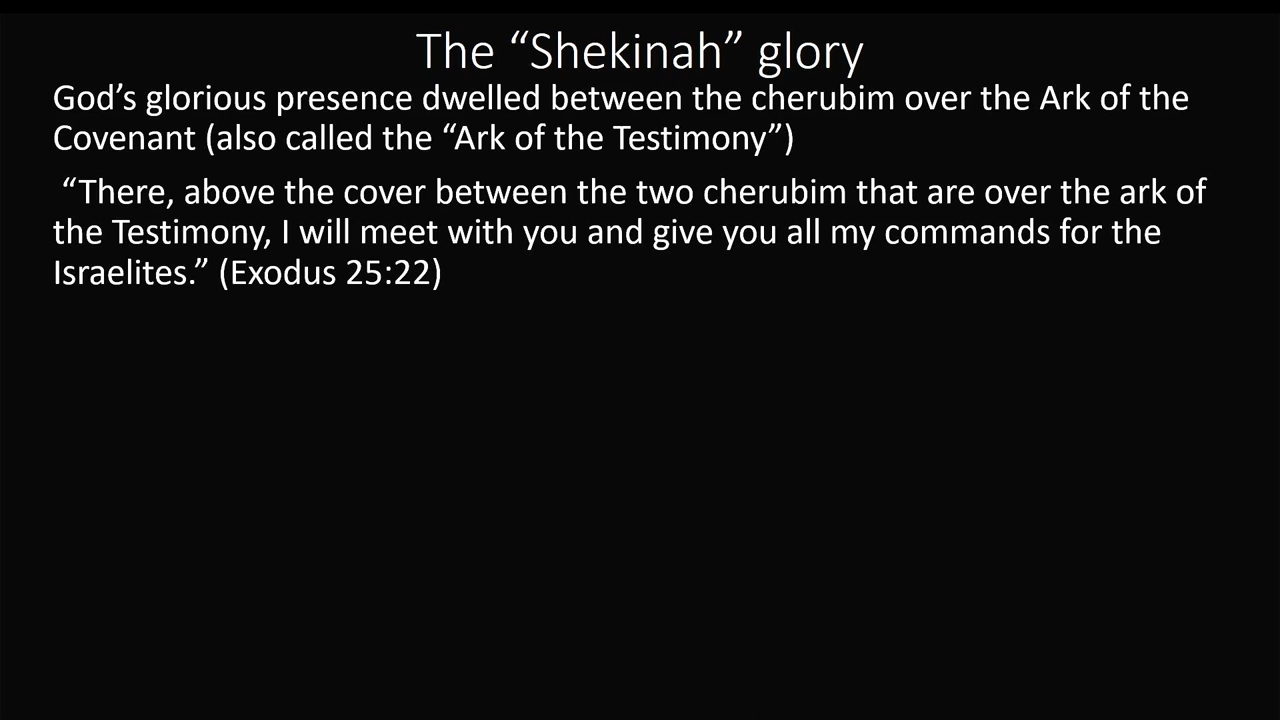 The “Shekinah” glory
God’s glorious presence dwelled between the cherubim over the Ark of the
Covenant (also called the “Ark of the Testimony”)
“There, above the cover between the two cherubim that are over the ark of
the Testimony, I will meet with you and give you all my commands for the
Israelites.” (Exodus 25:22)